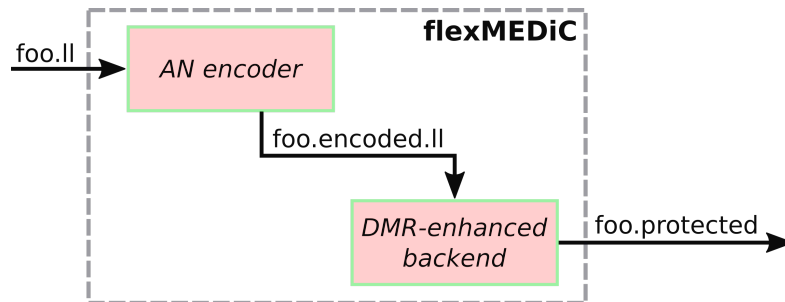 flexMEDiC
foo.ll
AN encoder
foo.encoded.ll
DMR-enhanced
backend
foo.protected